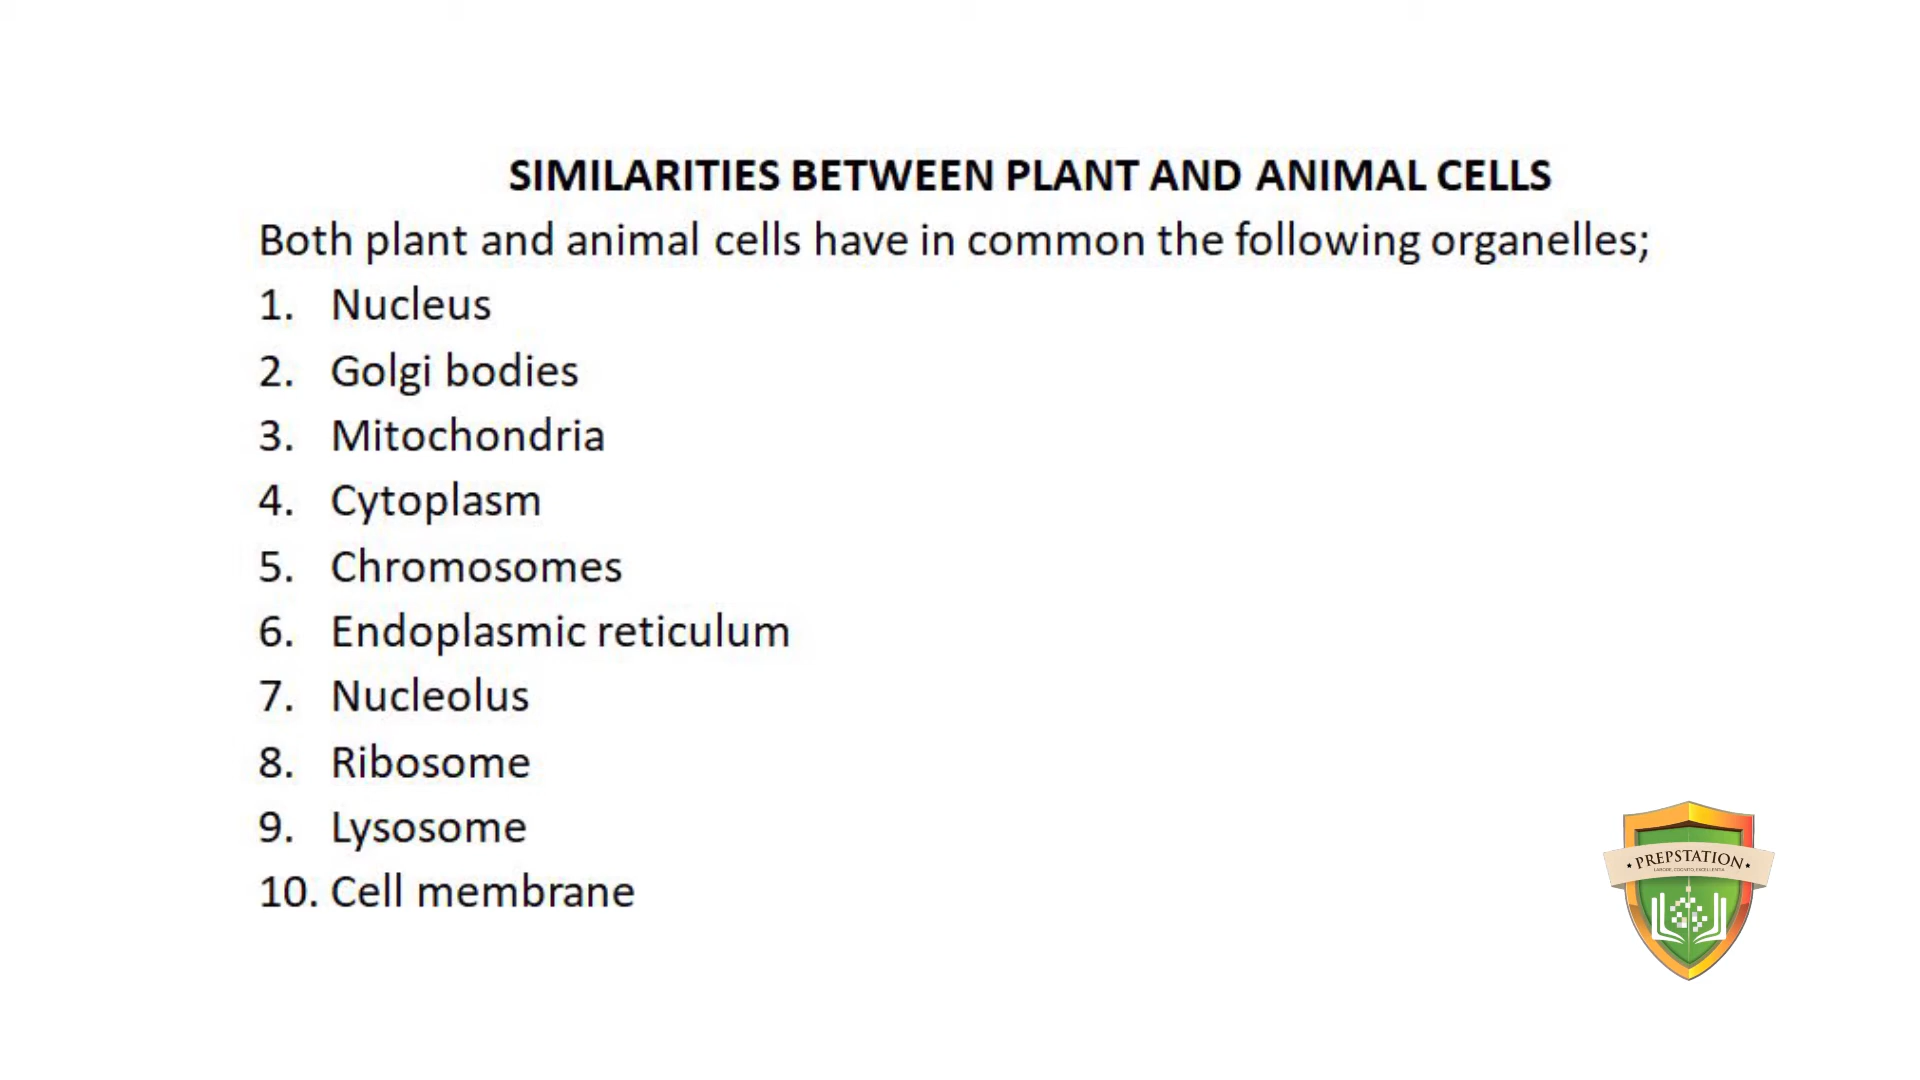 SIMILARITIES BETWEEN PLANT AND ANIMAL CELLS
Both plant and animal cells have in common the following organelles;
1. Nucleus
2. Golgi bodies
3. Mitochondria
4. Cytoplasm
5. Chromosomes
6. Endoplasmic reticulum
7. Nucleolus
8. Ribosome
9. Lysosome
10. Cell membrane
PREPSTATION